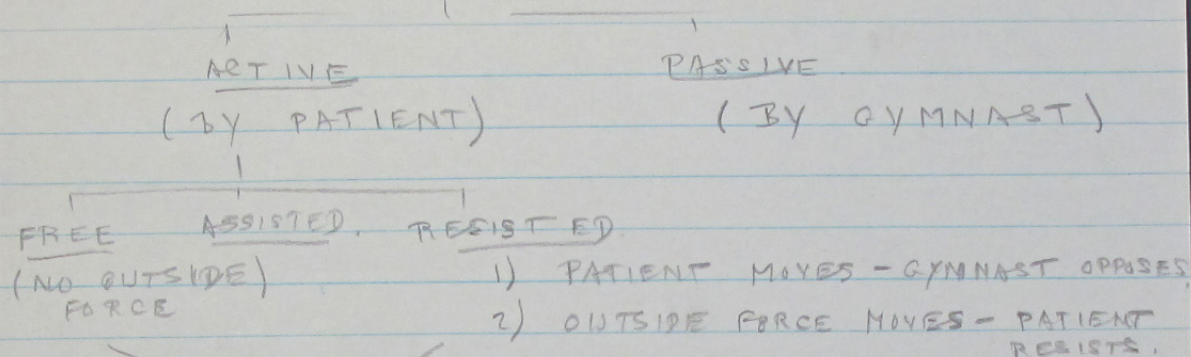 ACTIVE PASSIVE
(BY PATIENT) (BY GYMNAST)
FREE ASSISTED. RESISTED
(NO OUTSIDE) 1) PATIENT MOVES - GYMNAST OPPOSES.
FORCE
2) OUTSIDE FORCE MOVES - PATIENT
RESISTS.